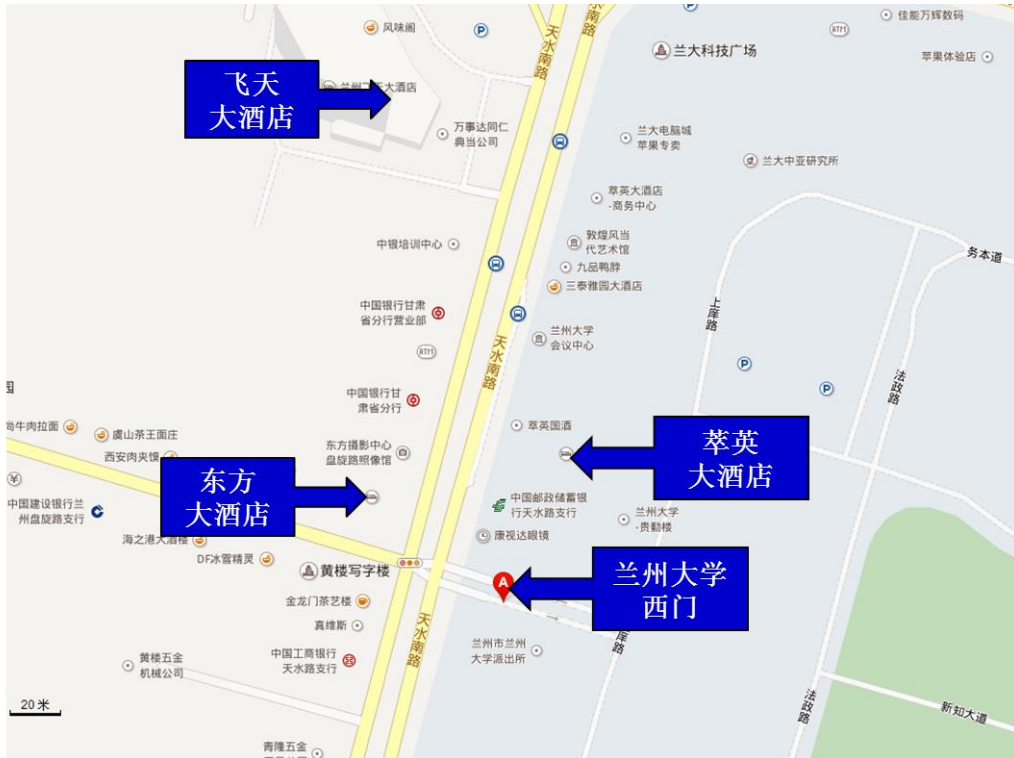 风味阁
P
天水南路
P
ATM
佳能万辉数码
兰大科技广场
苹果体验店
飞天
大酒店
万事达同仁
典当公司
兰大电脑城
苹果专卖
兰大中亚研究所
萃英大酒店
-商务中心
中银培训中心
敦煌风当
代艺术馆
九品鸭脖
三泰雅园大酒店
务本道
中国银行甘肃
省分行营业部
兰州大学
会议中心
上庠路
ATM
天水南路
P
P
法政路
园
中国银行甘
肃省分行
尚牛肉拉面
虞山茶王面庄
西安肉夹馍
东方摄影中心
盘旋路照像馆
萃英国酒
萃英
大酒店
东方
大酒店
中国建设银行兰
州盘旋路支行
中国邮政储蓄银
行天水路支行
兰州大学
-贵勤楼
海之港大酒楼
DF冰雪精灵
康视达眼镜
黄楼写字楼
A
兰州大学
西门
金龙门茶艺楼
真维斯
天水南路
上庠路
中国工商银行
天水路支行
兰州市兰州
大学派出所
黄楼五金
机械公司
法政路
新知大道
20米
青隆五金